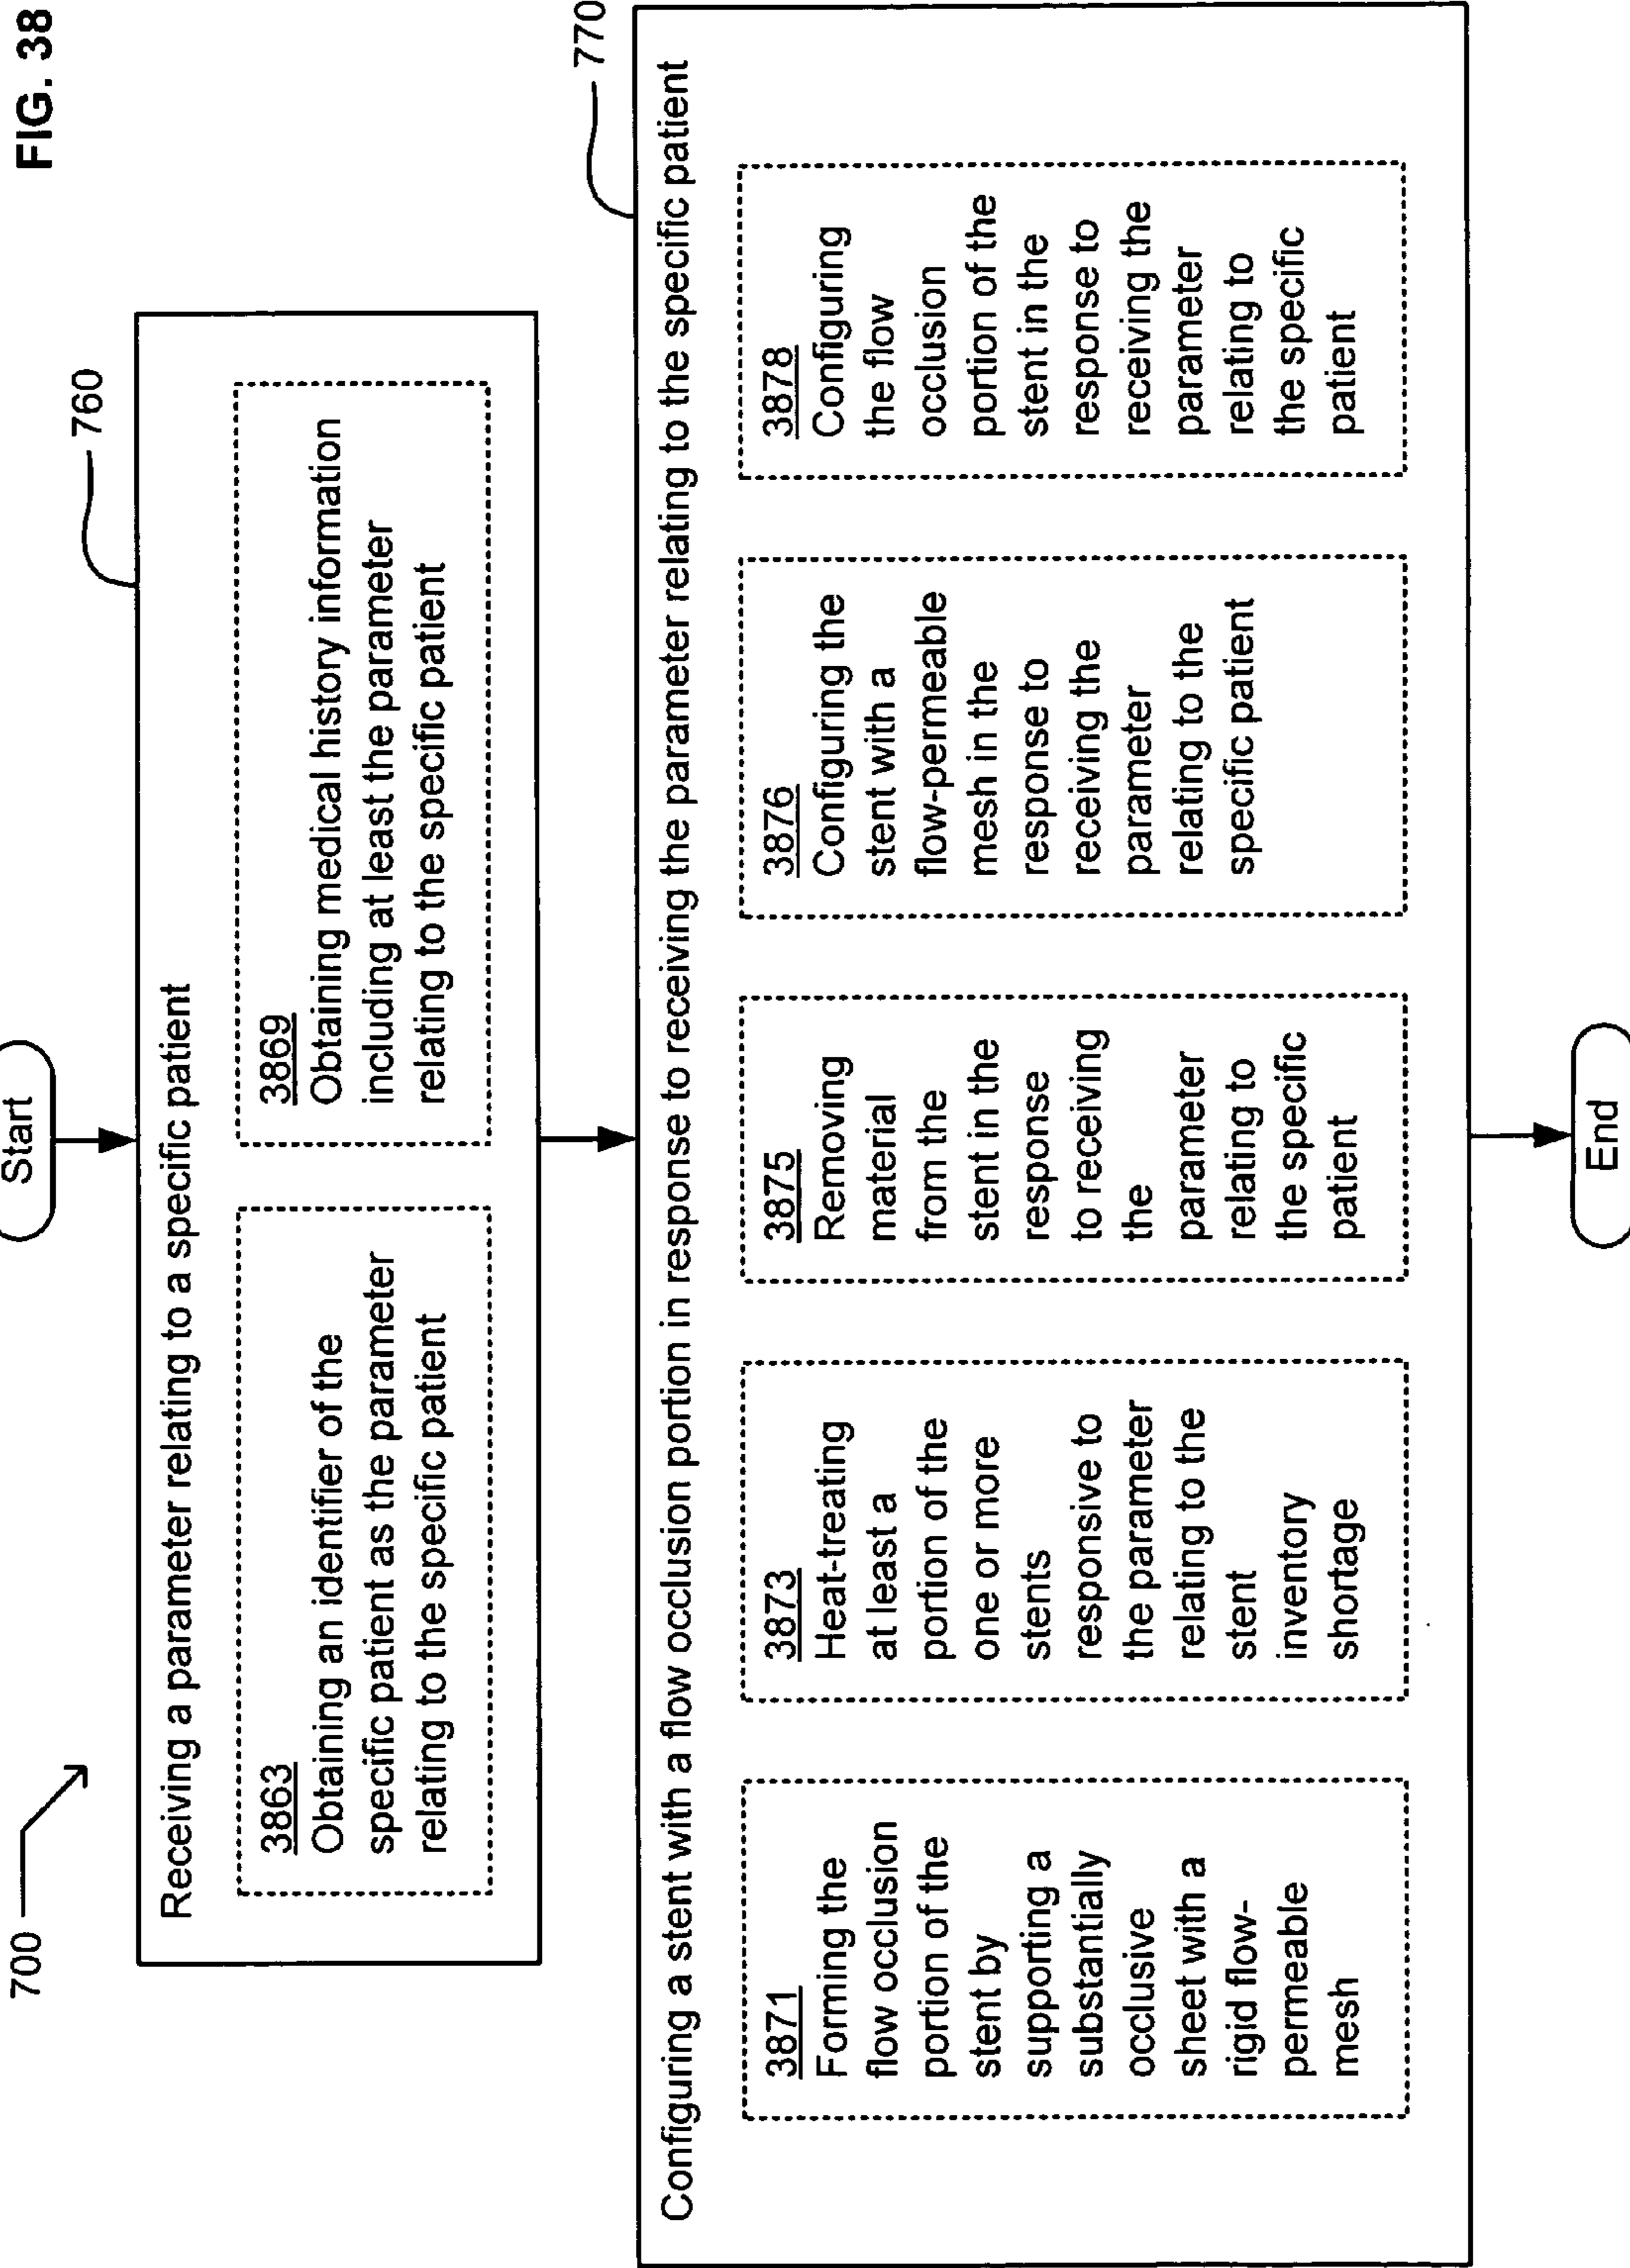 FIG. 38
700
Start
760
Receiving a parameter relating to a specific patient
3863
Obtaining an identifier of the
specific patient as the parameter
relating to the specific patient
3869
Obtaining medical history information
including at least the parameter
relating to the specific patient
770
Configuring a stent with a flow occlusion portion in response to receiving the parameter relating to the specific patient
3871
Forming the
flow occlusion
portion of the
stent by
supporting a
substantially
occlusive
sheet with a
rigid flow-
permeable
mesh
3873
Heat-treating
at least a
portion of the
one or more
stents
responsive to
the parameter
relating to the
stent
inventory
shortage
3875
Removing
material
from the
stent in the
response
to receiving
the
parameter
relating to
the specific
patient
3876
Configuring the
stent with a
flow-permeable
mesh in the
response to
receiving the
parameter
relating to the
specific patient
3878
Configuring
the flow
occlusion
portion of the
stent in the
response to
receiving the
parameter
relating to
the specific
patient
End